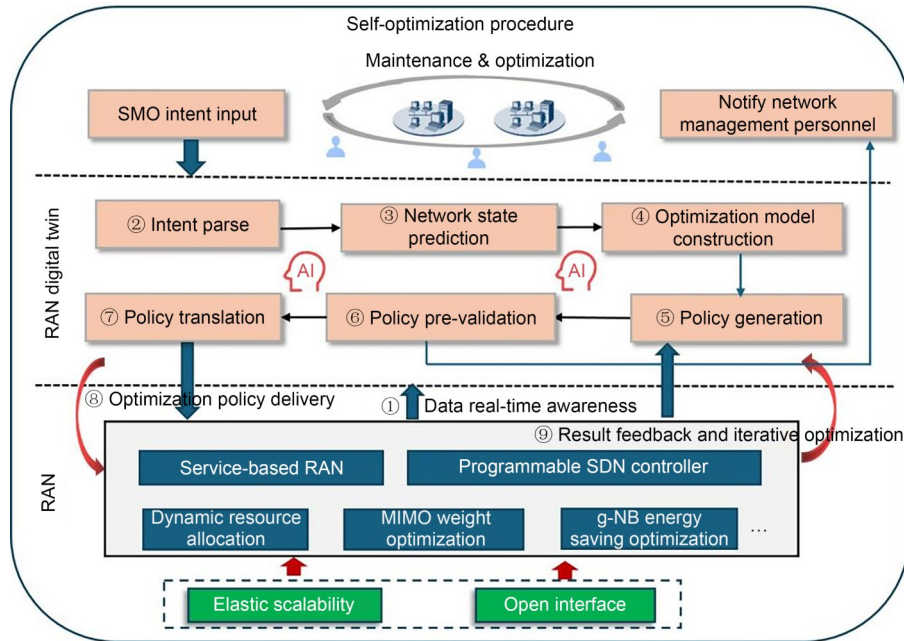 Self-optimization procedure
Maintenance & optimization
SMO intent input
Notify network
management personnel
RAN digital twin
② Intent parse
③ Network state
prediction
④ Optimization model
construction
AI
AI
⑦ Policy translation
⑥ Policy pre-validation
⑤ Policy generation
⑧ Optimization policy delivery
① Data real-time awareness
⑨ Result feedback and iterative optimization
RAN
Service-based RAN
Programmable SDN controller
Dynamic resource
allocation
MIMO weight
optimization
g-NB energy
saving optimization
...
Elastic scalability
Open interface